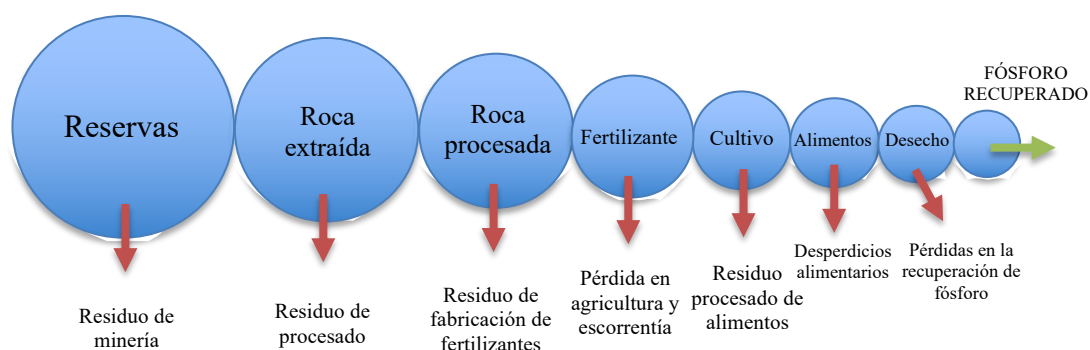 FÓSFORO
RECUPERADO
Reservas
Roca
extraída
Roca
procesada
Fertilizante
Cultivo
Alimentos
Desecho
Residuo de
minería
Residuo de
procesado
Residuo de
fabricación de
fertilizantes
Pérdida en
agricultura y
escorrentía
Residuo
procesado de
alimentos
Desperdicios
alimentarios
Pérdidas en la
recuperación de
fósforo